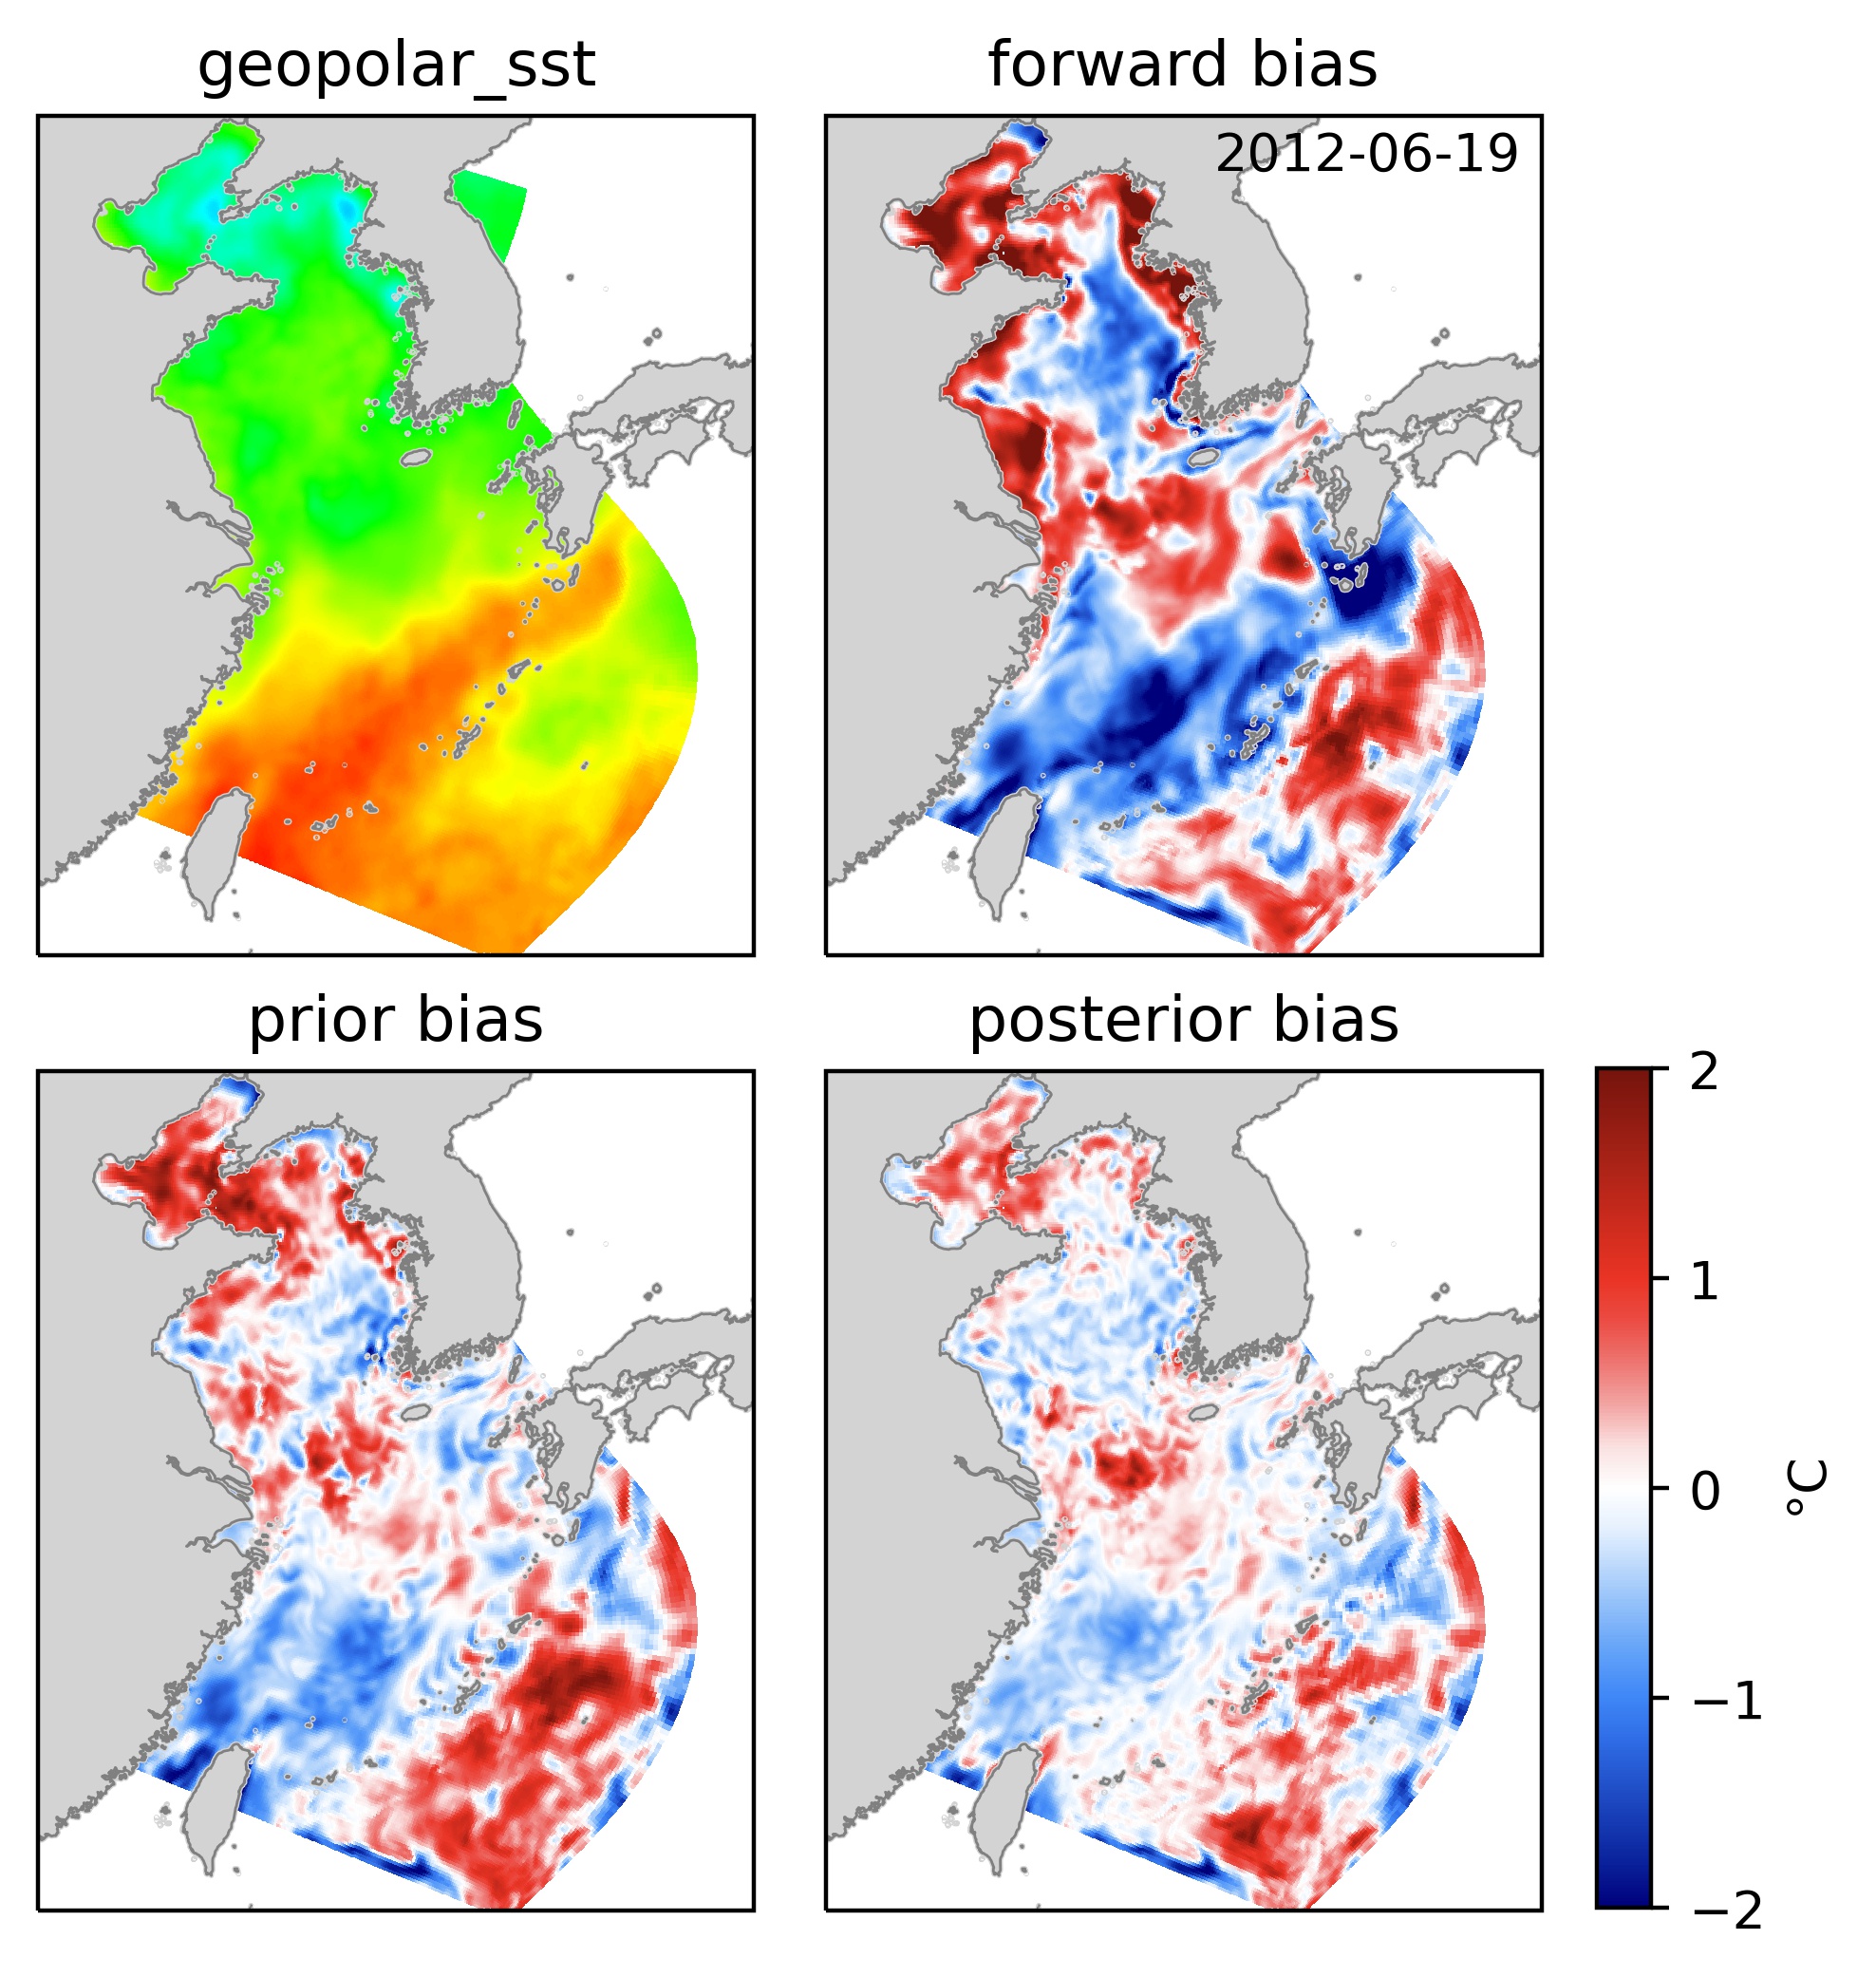 geopolar_sst
forward bias
2012-06-19
prior bias
posterior bias
2
1
0
−1
−2
°C